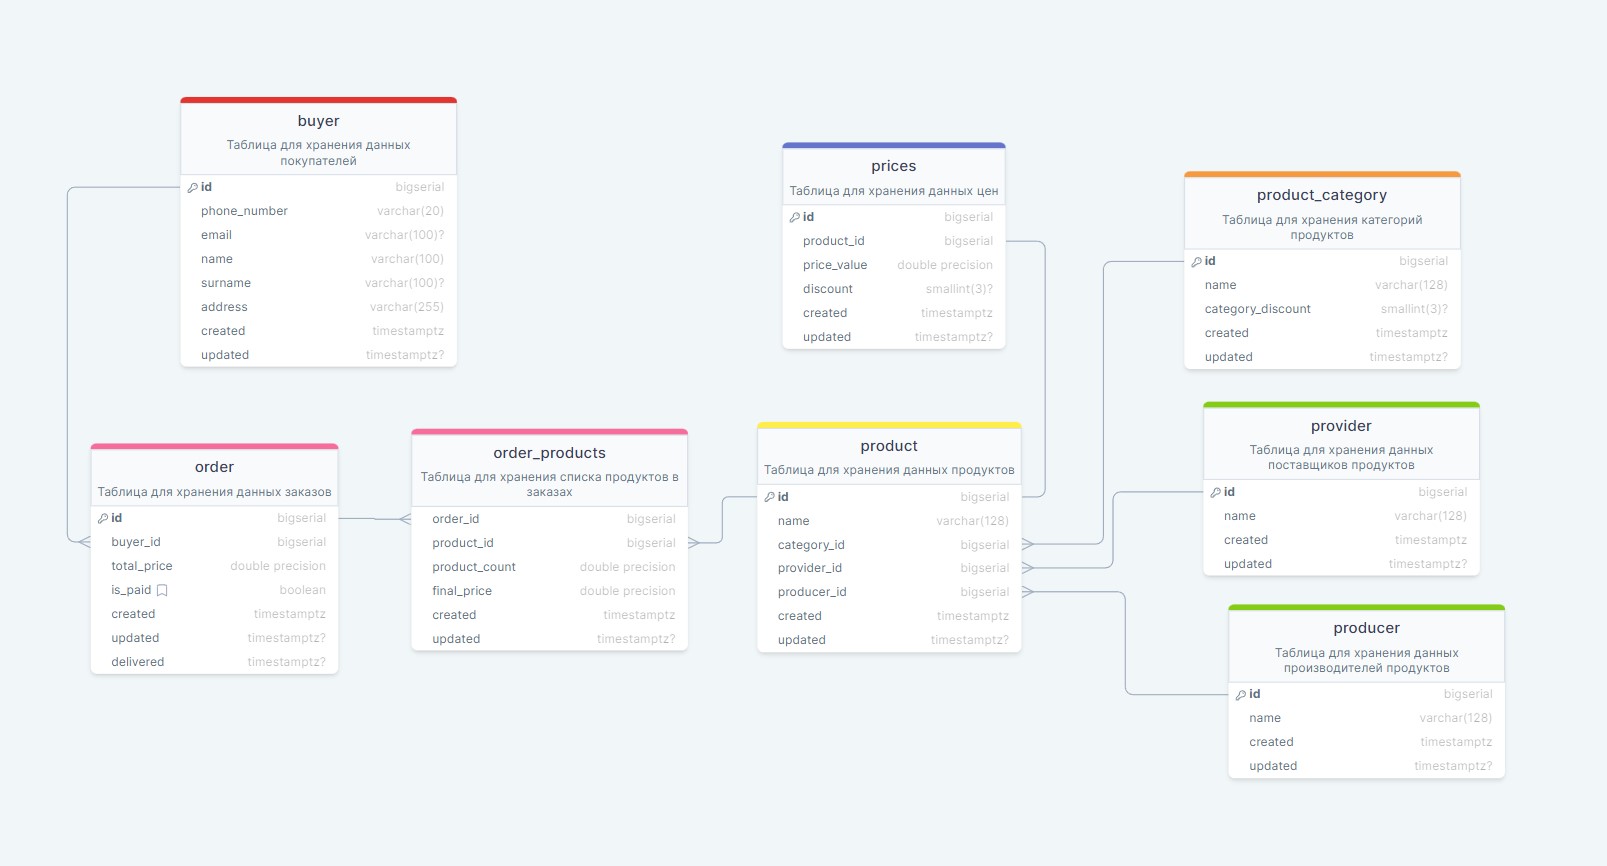 buyer
Таблица для хранения данных
покупателей
id bigserial
phone_number varchar(20)
email varchar(100)?
name varchar(100)
surname varchar(100)?
address varchar(255)
created timestamptz
updated timestamptz?
prices
Таблица для хранения данных цен
id bigserial
product_id bigserial
price_value double precision
discount smallint(3)?
created timestamptz
updated timestamptz?
product_category
Таблица для хранения категорий
продуктов
id bigserial
name varchar(128)
category_discount smallint(3)?
created timestamptz
updated timestamptz?
order
Таблица для хранения данных заказов
id bigserial
buyer_id bigserial
total_price double precision
is_paid boolean
created timestamptz
updated timestamptz?
delivered timestamptz?
order_products
Таблица для хранения списка продуктов в
заказах
order_id bigserial
product_id bigserial
product_count double precision
final_price double precision
created timestamptz
updated timestamptz?
product
Таблица для хранения данных продуктов
id bigserial
name varchar(128)
category_id bigserial
provider_id bigserial
producer_id bigserial
created timestamptz
updated timestamptz?
provider
Таблица для хранения данных
поставщиков продуктов
id bigserial
name varchar(128)
created timestamptz
updated timestamptz?
producer
Таблица для хранения данных
производителей продуктов
id bigserial
name varchar(128)
created timestamptz
updated timestamptz?